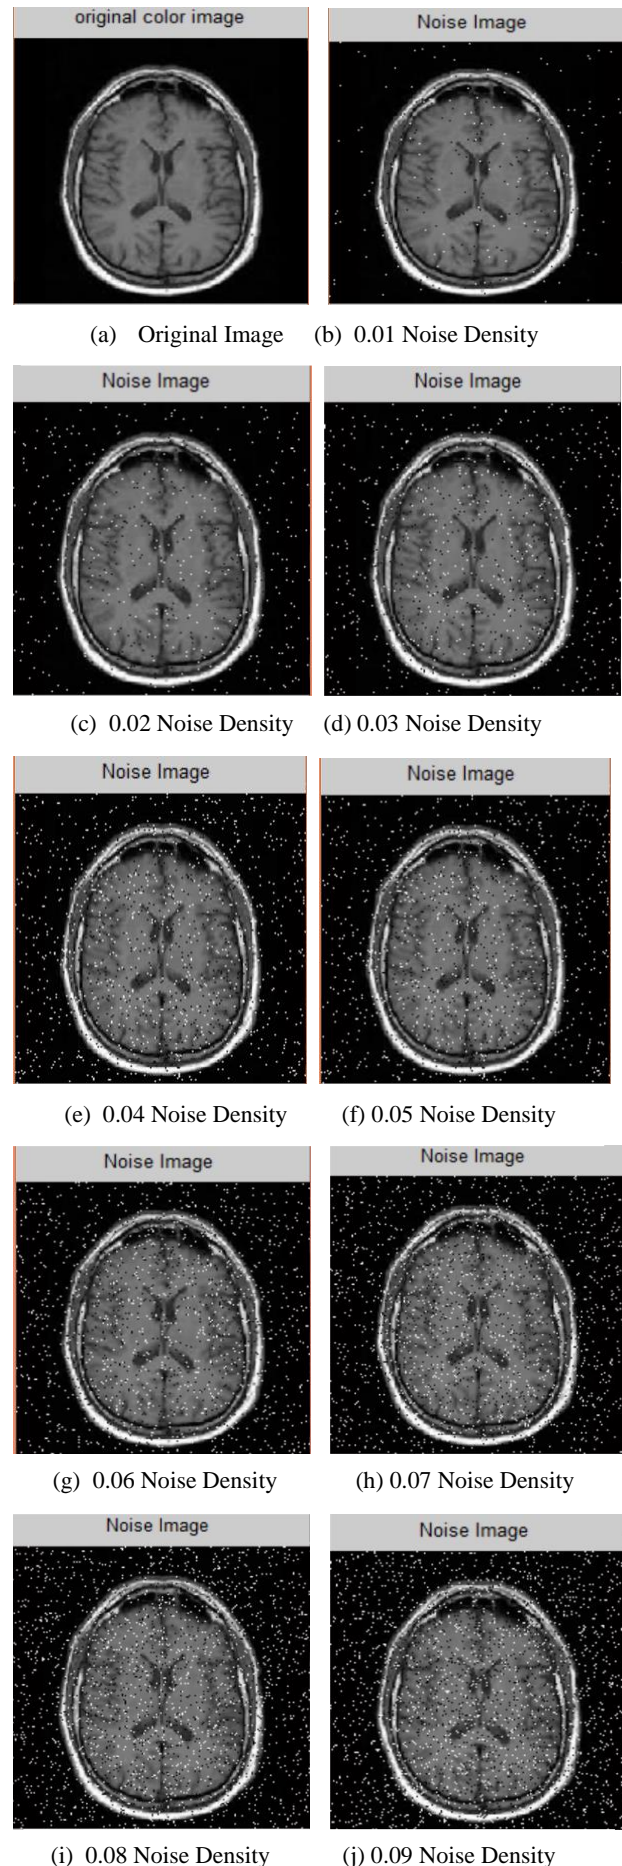 original color image
Noise Image
(a) Original Image
(b) 0.01 Noise Density
Noise Image
Noise Image
(c) 0.02 Noise Density
(d) 0.03 Noise Density
Noise Image
Noise Image
(e) 0.04 Noise Density
(f) 0.05 Noise Density
Noise Image
Noise Image
(g) 0.06 Noise Density
(h) 0.07 Noise Density
Noise Image
Noise Image
(i) 0.08 Noise Density
(j) 0.09 Noise Density